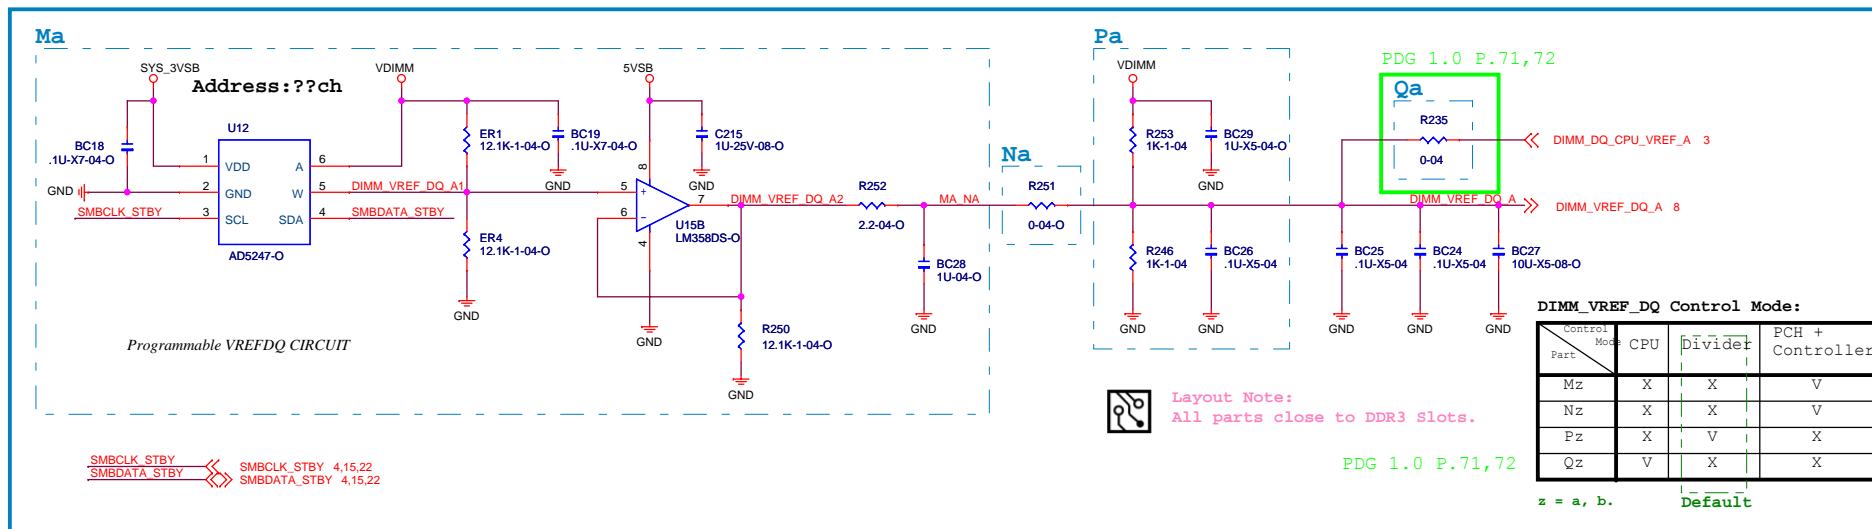 Ma
SYS_3VSB
Address:??ch
BC18
.1U-X7-04-O
GND
SMBCLK_STBY
U12
1 VDD A 6
2 GND W 5
3 SCL SDA 4
AD5247-O
VDIMM
DIMM_VREF_DQ_A1
SMBDATA_STBY
ER1
12.1K-1-04-O
BC19
.1U-X7-04-O
GND
ER4
12.1K-1-04-O
GND
5VSB
C215
1U-25V-08-O
GND
8
5 +
6 -
7
4
U15B
LM358DS-O
GND
DIMM_VREF_DQ_A2
R252
2.2-04-O
MA_NA
BC28
1U-04-O
GND
R250
12.1K-1-04-O
GND
Programmable VREFDQ CIRCUIT
Na
R251
0-04-O
Pa
VDIMM
R253
1K-1-04
BC29
1U-X5-04-O
GND
R246
1K-1-04
BC26
.1U-X5-04
GND
GND
PDG 1.0 P.71,72
Qa
R235
0-04
DIMM_DQ_CPU_VREF_A 3
DIMM_VREF_DQ_A
DIMM_VREF_DQ_A 8
BC25
.1U-X5-04
GND
BC24
.1U-X5-04
GND
BC27
10U-X5-08-O
GND
Layout Note:
All parts close to DDR3 Slots.
PDG 1.0 P.71,72
DIMM_VREF_DQ Control Mode:
Control Mode
Part
CPU Divider PCH + Controller
Mz X X V
Nz X X V
Pz X V X
Qz V X X
z = a, b. Default
SMBCLK_STBY SMBCLK_STBY 4,15,22
SMBDATA_STBY SMBDATA_STBY 4,15,22